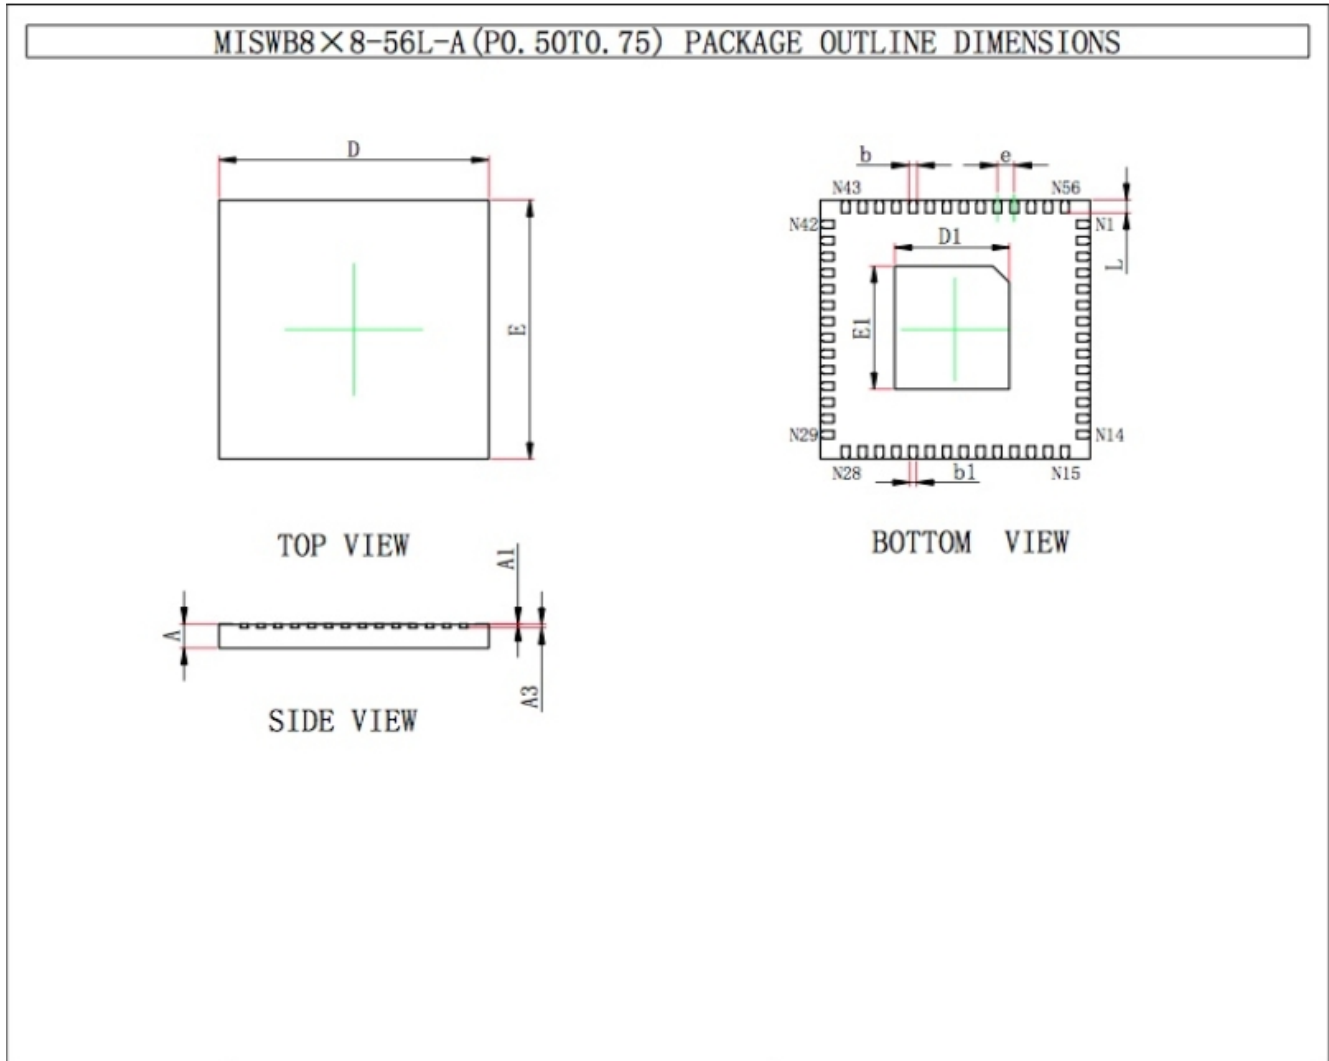 MISWB8×8-56L-A(P0.50T0.75) PACKAGE OUTLINE DIMENSIONS
D
E
TOP VIEW
b
e
N43
N56
N42
N1
L
D1
E1
N29
N14
N28
b1
N15
BOTTOM VIEW
A1
A
A3
SIDE VIEW